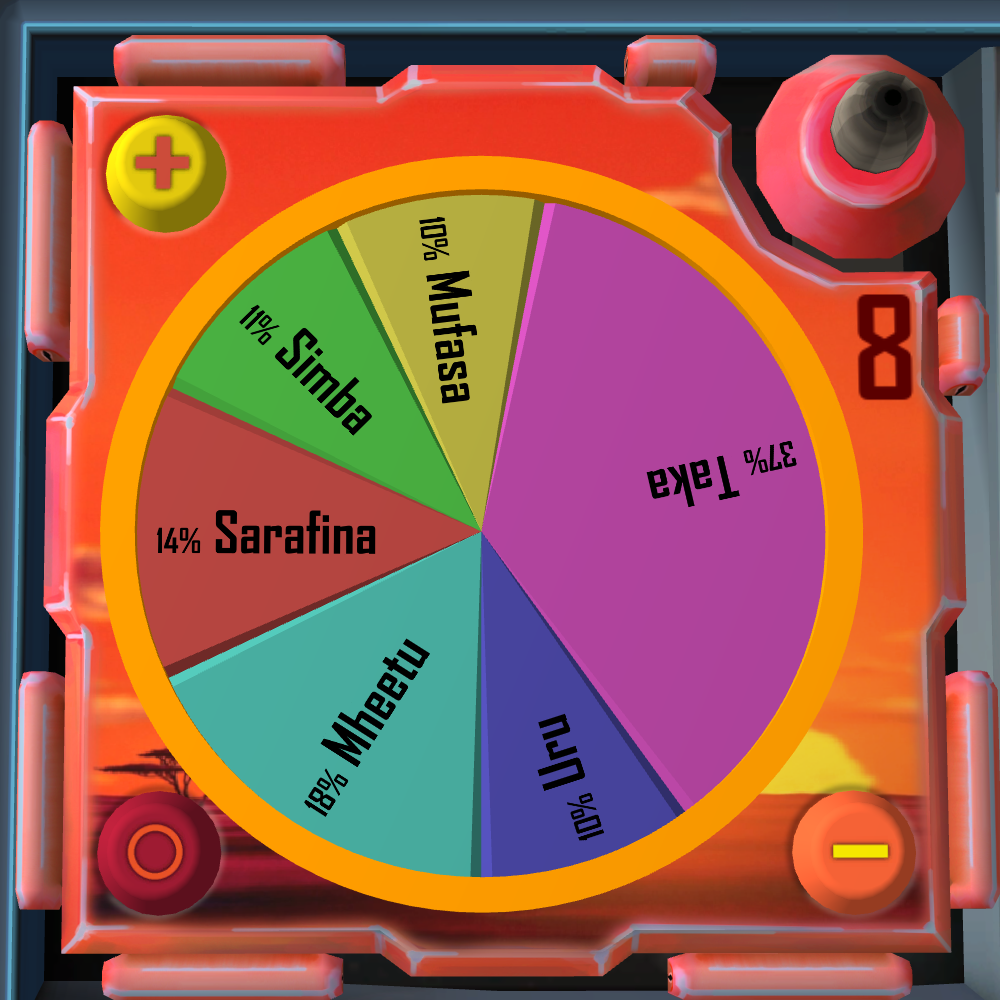 10% Mufasa
11% Simba
14% Sarafina
18% Mheetu
10% Uru
37% Taka
8